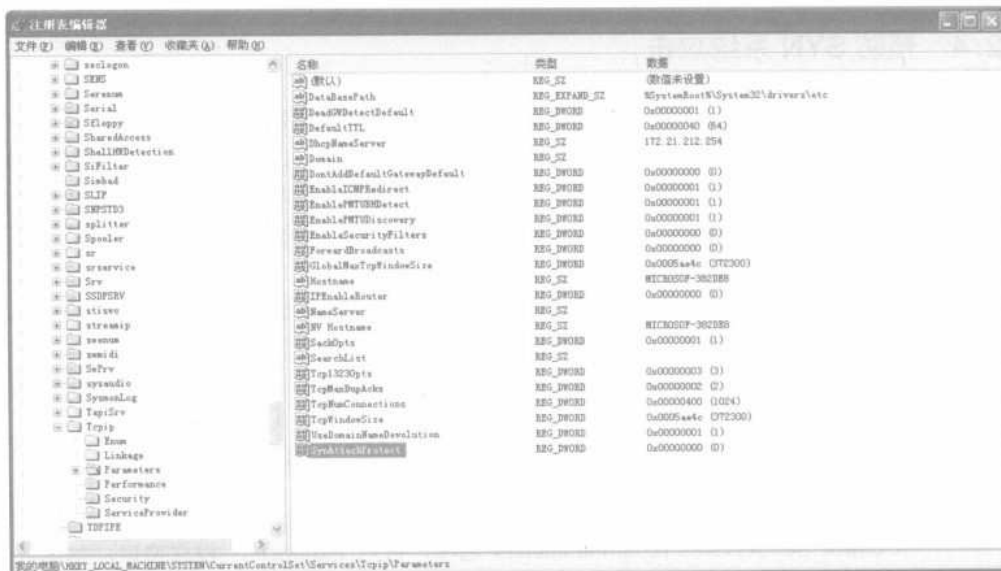 注册表编辑器
文件(F) 编辑(E) 查看(V) 收藏夹(A) 帮助(H)
seclogon
SENS
Serenum
Serial
Sfloppy
SharedAccess
ShellHWDetection
SiFilter
Simbad
SLIP
SNPSTD3
splitter
Spooler
sr
srservice
Srv
SSDPSRV
stisvc
streamip
swenum
swmidi
SePrv
sysaudio
SysmonLog
TapiSrv
Tcpip
Enum
Linkage
Parameters
Performance
Security
ServiceProvider
TDPIPE
名称 类型 数据
(默认) REG_SZ (数值未设置)
DataBasePath REG_EXPAND_SZ %SystemRoot%\System32\drivers\etc
DeadGWDetectDefault REG_DWORD 0x00000001 (1)
DefaultTTL REG_DWORD 0x00000040 (64)
DhcpNameServer REG_SZ 172.21.212.254
Domain REG_SZ
DontAddDefaultGatewayDefault REG_DWORD 0x00000000 (0)
EnableICMPRedirect REG_DWORD 0x00000001 (1)
EnablePMTUBHDetect REG_DWORD 0x00000001 (1)
EnablePMTUDiscovery REG_DWORD 0x00000001 (1)
EnableSecurityFilters REG_DWORD 0x00000000 (0)
ForwardBroadcasts REG_DWORD 0x00000000 (0)
GlobalMaxTcpWindowSize REG_DWORD 0x0005ae4c (372300)
Hostname REG_SZ MICROSOF-382DE8
IPEnableRouter REG_DWORD 0x00000000 (0)
NameServer REG_SZ
NV Hostname REG_SZ MICROSOF-382DE8
SackOpts REG_DWORD 0x00000001 (1)
SearchList REG_SZ
Tcp1323Opts REG_DWORD 0x00000003 (3)
TcpMaxDupAcks REG_DWORD 0x00000002 (2)
TcpNumConnections REG_DWORD 0x00000400 (1024)
TcpWindowSize REG_DWORD 0x0005ae4c (372300)
UseDomainNameDevolution REG_DWORD 0x00000001 (1)
SynAttackProtect REG_DWORD 0x00000000 (0)
我的电脑\HKEY_LOCAL_MACHINE\SYSTEM\CurrentControlSet\Services\Tcpip\Parameters